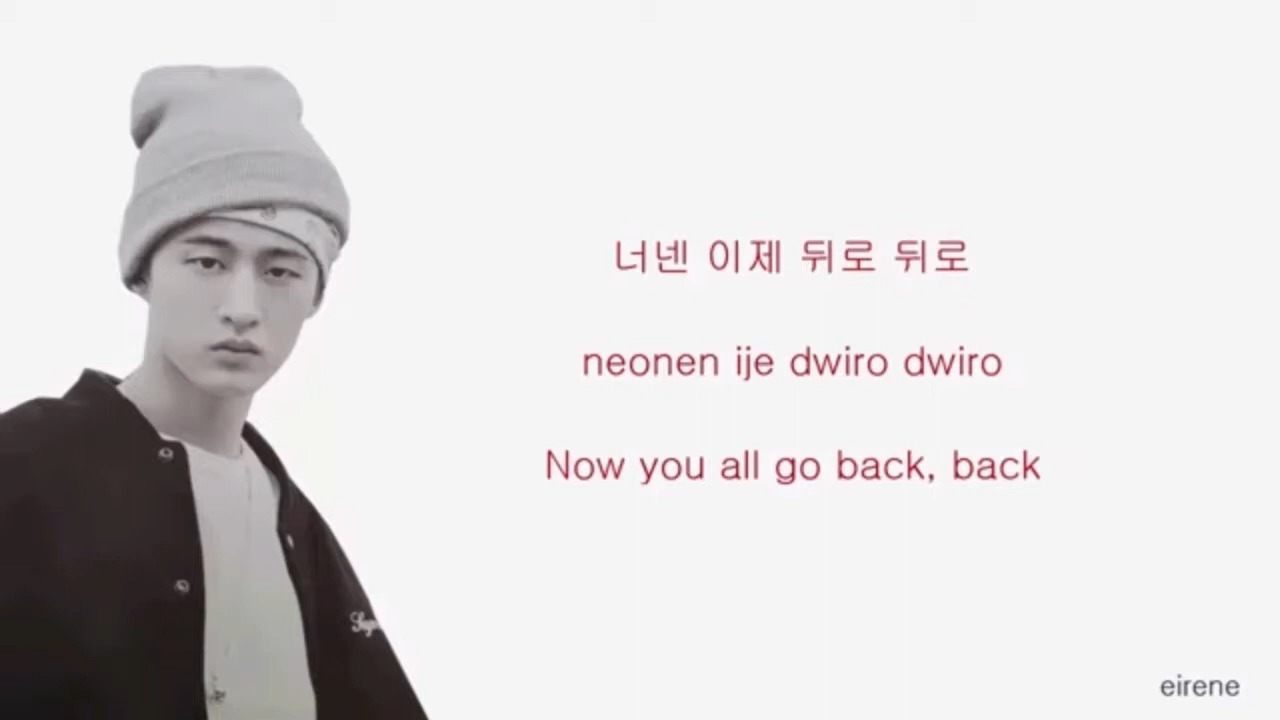 너넨 이제 뒤로 뒤로
neonen ije dwiro dwiro
Now you all go back, back
eirene